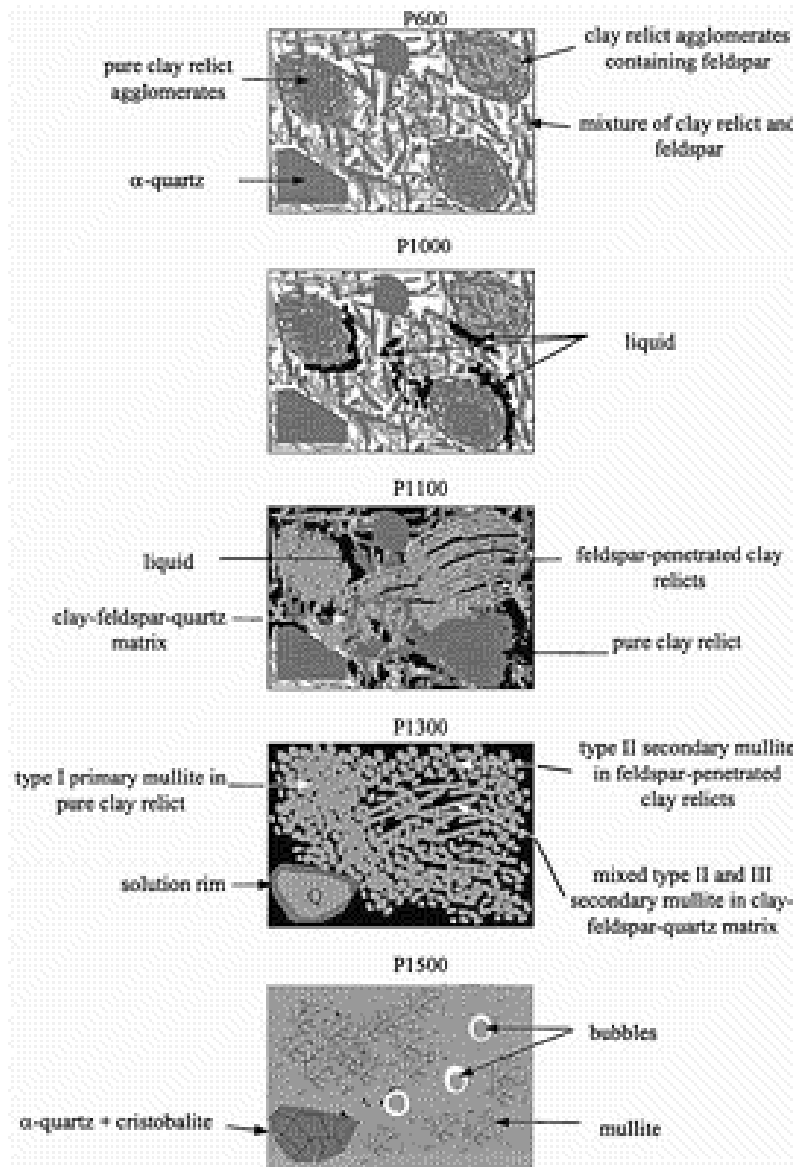 P600
pure clay relict
agglomerates
clay relict agglomerates
containing feldspar
mixture of clay relict and
feldspar
α-quartz
P1000
liquid
P1100
liquid
feldspar-penetrated clay
relicts
clay-feldspar-quartz
matrix
pure clay relict
P1300
type I primary mullite in
pure clay relict
type II secondary mullite
in feldspar-penetrated
clay relicts
solution rim
Q
mixed type II and III
secondary mullite in clay-
feldspar-quartz matrix
P1500
bubbles
α-quartz + cristobalite
mullite